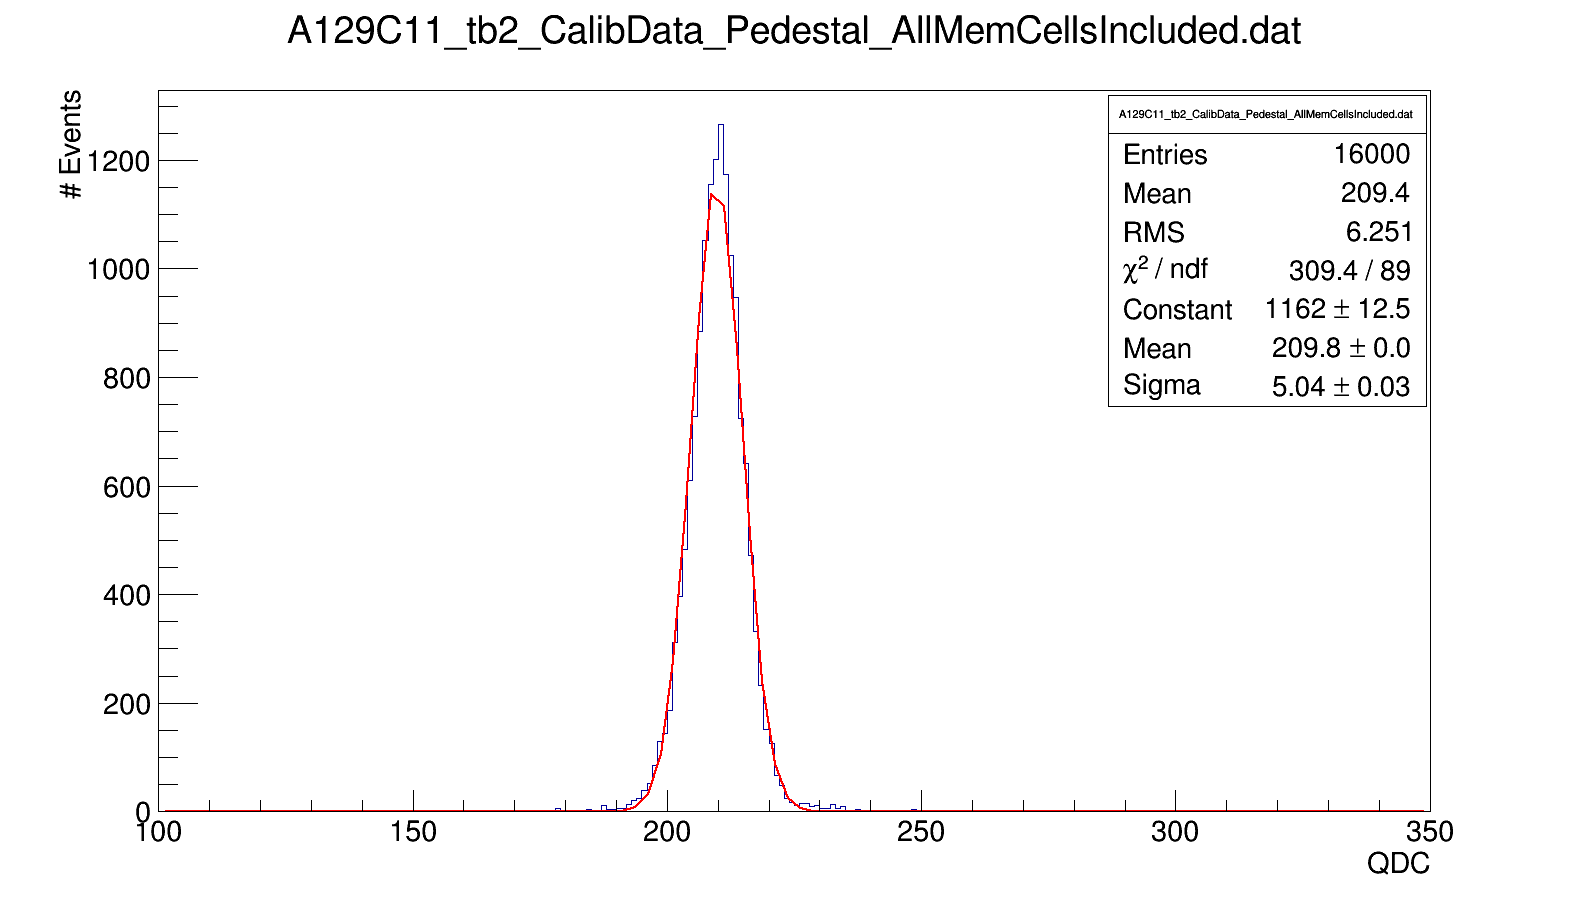 A129C11_tb2_CalibData_Pedestal_AllMemCellsIncluded.dat
# Events
A129C11_tb2_CalibData_Pedestal_AllMemCellsIncluded.dat
Entries 16000
Mean 209.4
RMS 6.251
χ² / ndf 309.4 / 89
Constant 1162 ± 12.5
Mean 209.8 ± 0.0
Sigma 5.04 ± 0.03
1200
1000
800
600
400
200
0
100 150 200 250 300 350
QDC